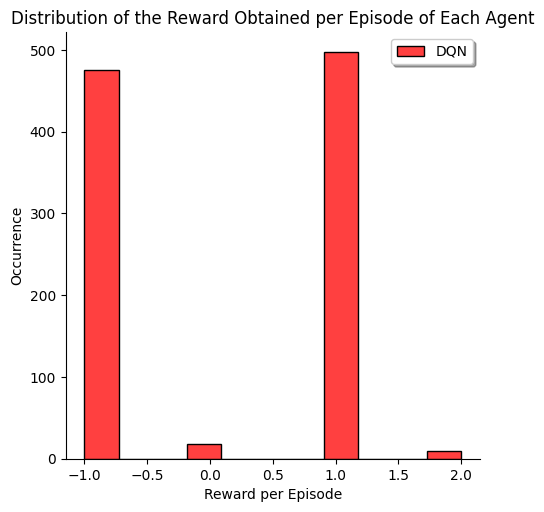 Distribution of the Reward Obtained per Episode of Each Agent
DQN
500
400
300
200
100
0
−1.0 −0.5 0.0 0.5 1.0 1.5 2.0
Occurrence
Reward per Episode